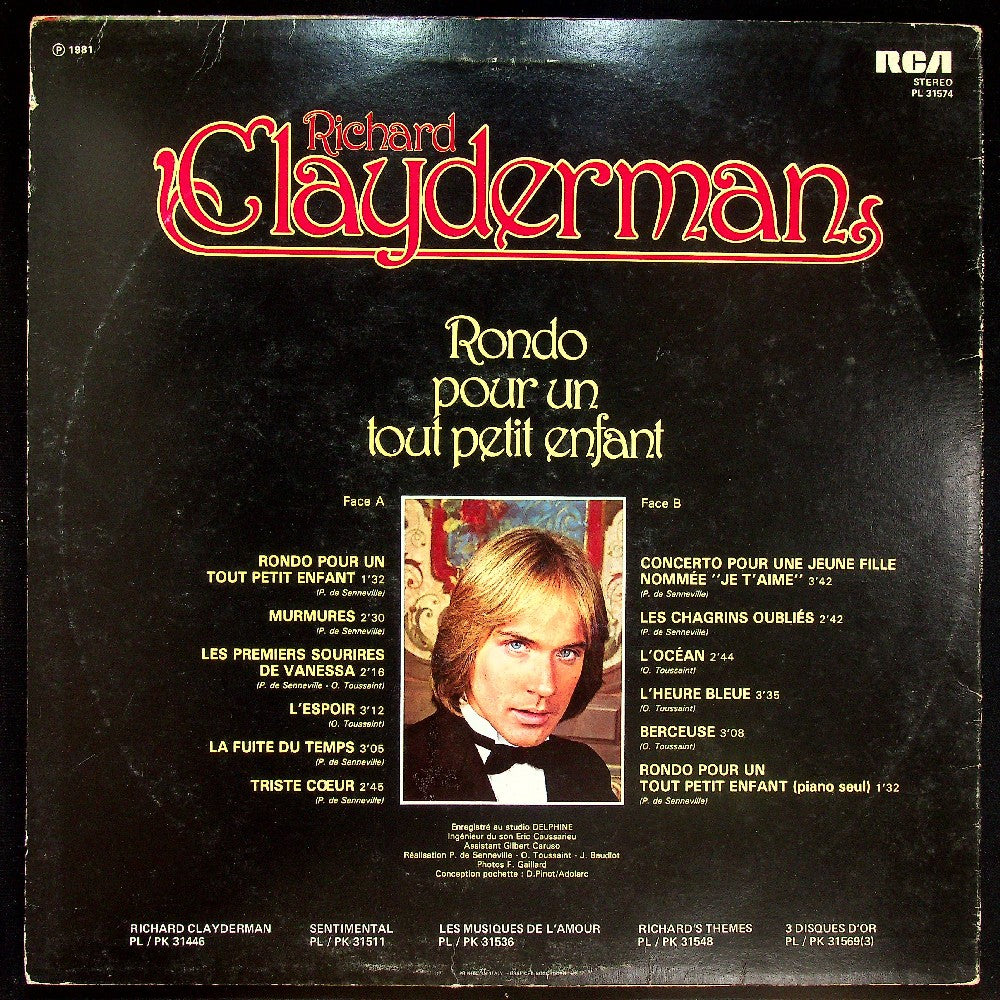 ℗ 1981
RCA
STEREO
PL 31574
Richard
Clayderman
Rondo
pour un
tout petit enfant
Face A
RONDO POUR UN
TOUT PETIT ENFANT 1'32
(P. de Senneville)
MURMURES 2'30
(P. de Senneville)
LES PREMIERS SOURIRES
DE VANESSA 2'16
(P. de Senneville - O. Toussaint)
L'ESPOIR 3'12
(O. Toussaint)
LA FUITE DU TEMPS 3'05
(P. de Senneville)
TRISTE CŒUR 2'45
(P. de Senneville)
Face B
CONCERTO POUR UNE JEUNE FILLE
NOMMÉE "JE T'AIME" 3'42
(P. de Senneville)
LES CHAGRINS OUBLIÉS 2'42
(P. de Senneville)
L'OCÉAN 2'44
(O. Toussaint)
L'HEURE BLEUE 3'35
(O. Toussaint)
BERCEUSE 3'08
(O. Toussaint)
RONDO POUR UN
TOUT PETIT ENFANT (piano seul) 1'32
(P. de Senneville)
Enregistré au studio DELPHINE
Ingénieur du son Eric Caussarieu
Assistant Gilbert Caruso
Réalisation P. de Senneville - O. Toussaint - J. Baudlot
Photos F. Gaillard
Conception pochette : D.Pinot/Adolarc
RICHARD CLAYDERMAN
PL / PK 31446
SENTIMENTAL
PL / PK 31511
LES MUSIQUES DE L'AMOUR
PL / PK 31536
RICHARD'S THEMES
PL / PK 31548
3 DISQUES D'OR
PL / PK 31569(3)